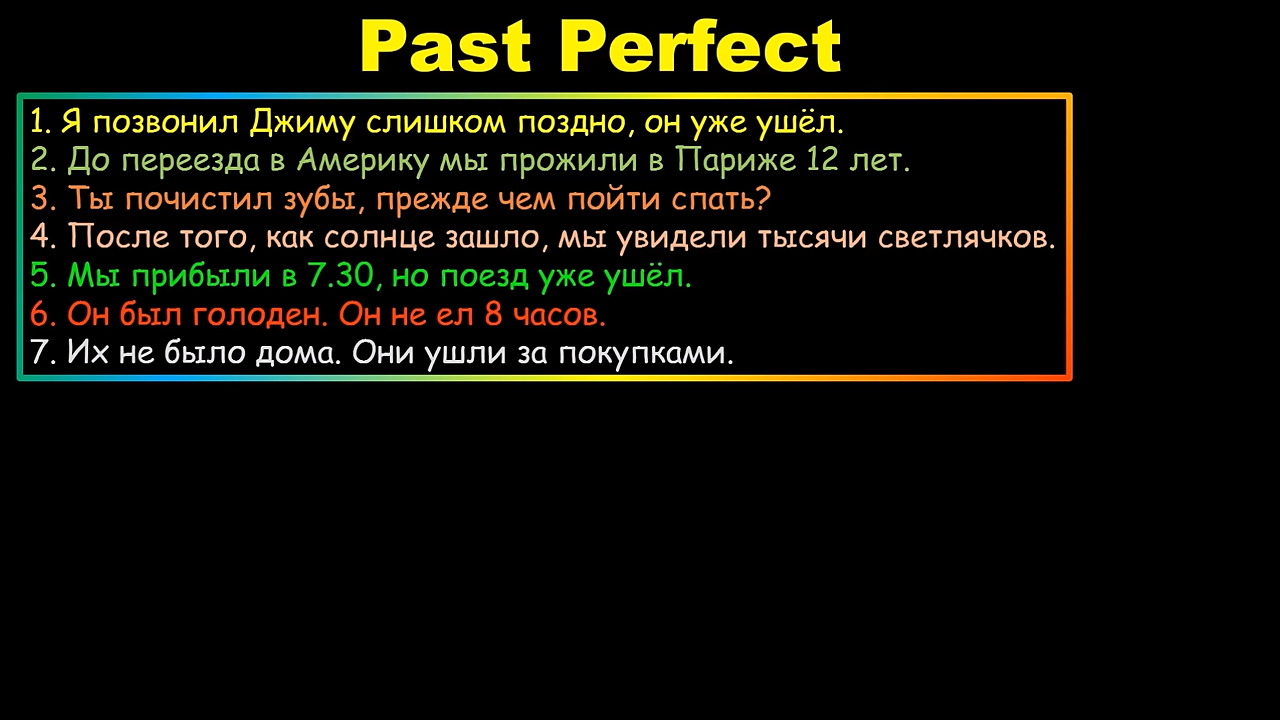 Past Perfect
1. Я позвонил Джиму слишком поздно, он уже ушёл.
2. До переезда в Америку мы прожили в Париже 12 лет.
3. Ты почистил зубы, прежде чем пойти спать?
4. После того, как солнце зашло, мы увидели тысячи светлячков.
5. Мы прибыли в 7.30, но поезд уже ушёл.
6. Он был голоден. Он не ел 8 часов.
7. Их не было дома. Они ушли за покупками.